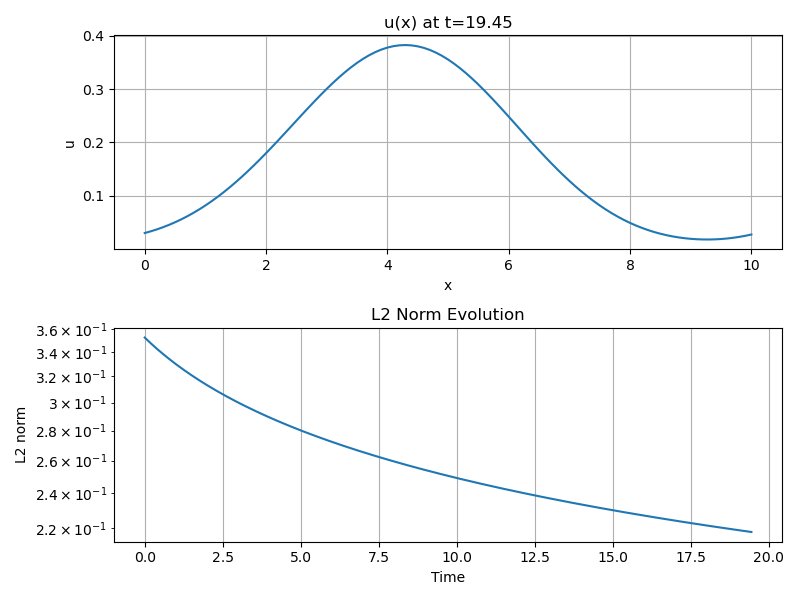 u(x) at t=19.45
u
0.4
0.3
0.2
0.1
0 2 4 6 8 10
x
L2 Norm Evolution
L2 norm
3.6 × 10⁻¹
3.4 × 10⁻¹
3.2 × 10⁻¹
3 × 10⁻¹
2.8 × 10⁻¹
2.6 × 10⁻¹
2.4 × 10⁻¹
2.2 × 10⁻¹
0.0 2.5 5.0 7.5 10.0 12.5 15.0 17.5 20.0
Time